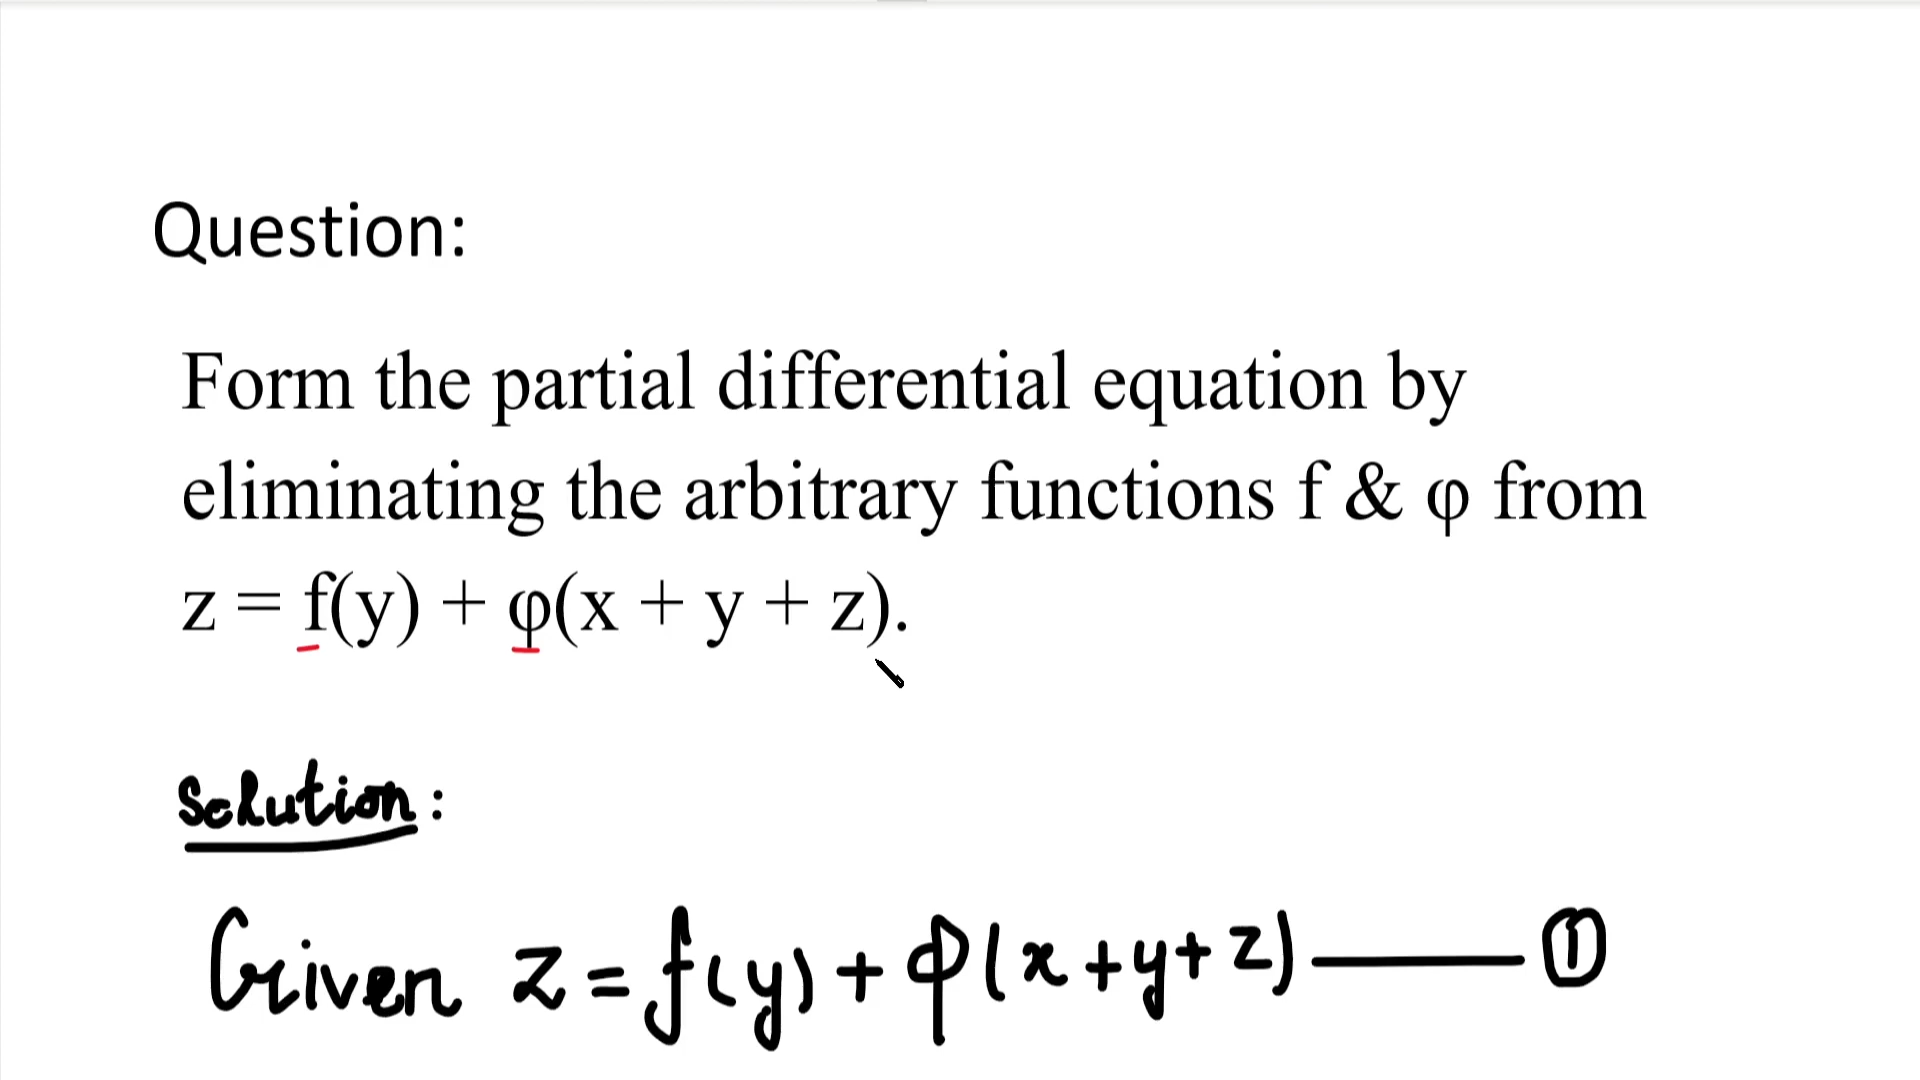 Question:
Form the partial differential equation by
eliminating the arbitrary functions f & φ from
z = f(y) + φ(x + y + z).
Solution:
Given z = f(y) + φ(x + y + z) —— ①